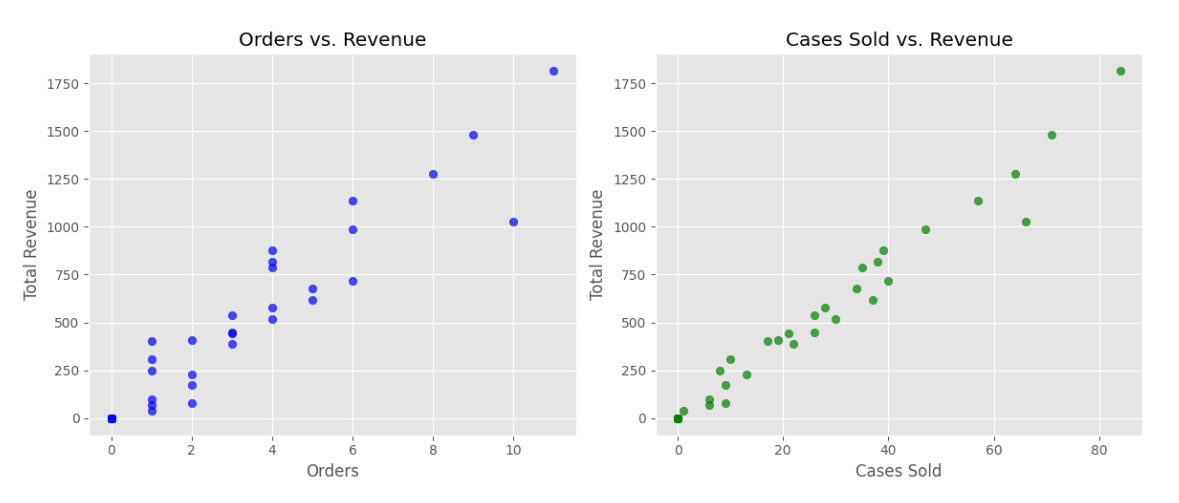 Orders vs. Revenue
Total Revenue
1750
1500
1250
1000
750
500
250
0
0 2 4 6 8 10
Orders
Cases Sold vs. Revenue
Total Revenue
1750
1500
1250
1000
750
500
250
0
0 20 40 60 80
Cases Sold